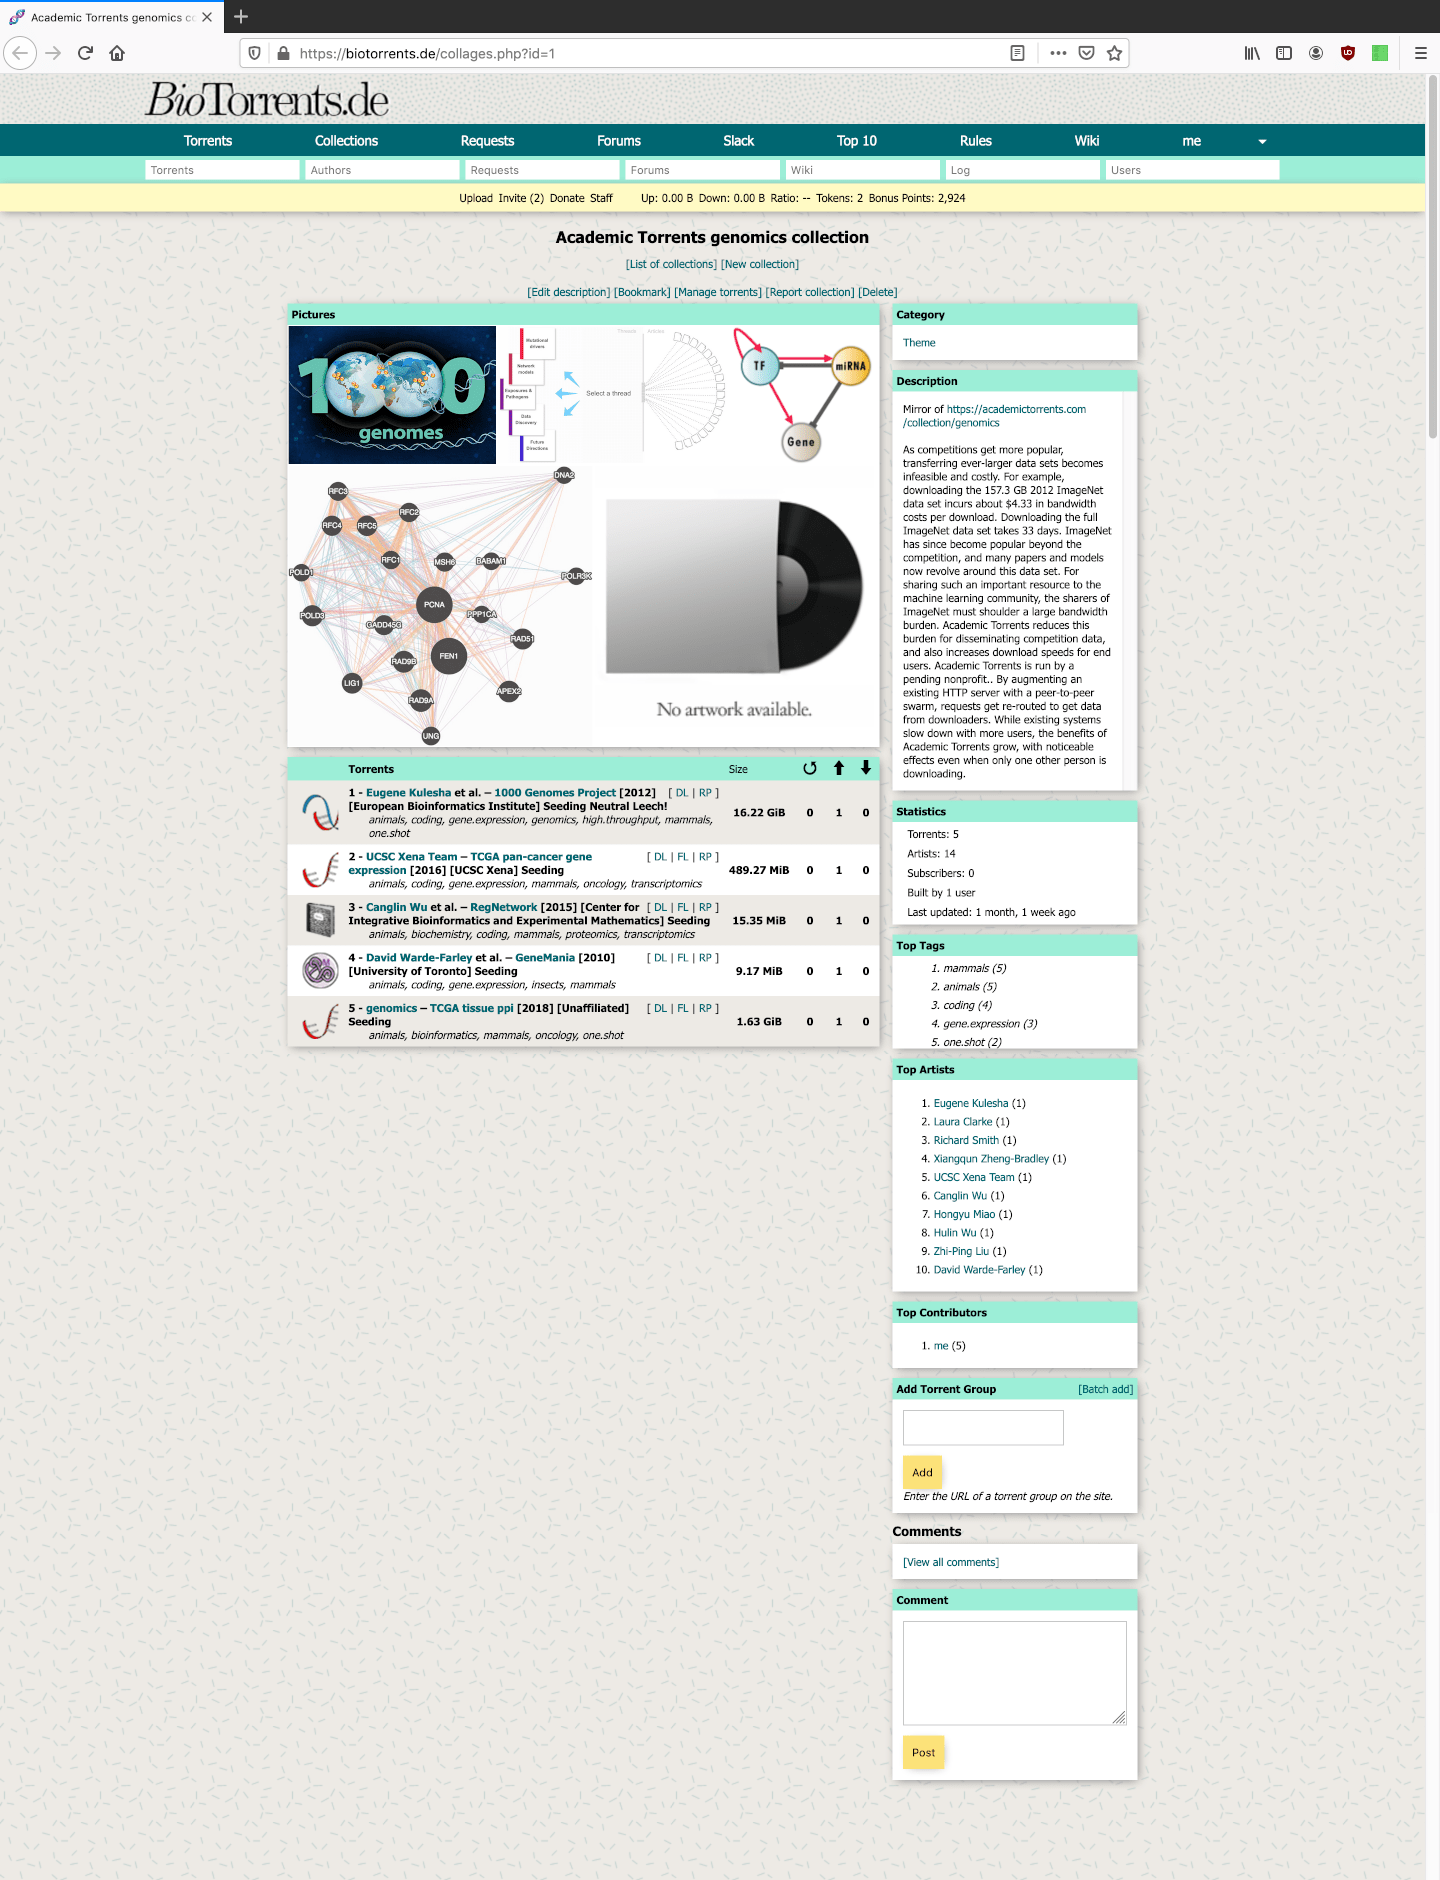 Academic Torrents genomics co
https://biotorrents.de/collages.php?id=1
BioTorrents.de
Torrents Collections Requests Forums Slack Top 10 Rules Wiki me
Torrents Authors Requests Forums Wiki Log Users
Upload Invite (2) Donate Staff Up: 0.00 B Down: 0.00 B Ratio: -- Tokens: 2 Bonus Points: 2,924
Academic Torrents genomics collection
[List of collections] [New collection]
[Edit description] [Bookmark] [Manage torrents] [Report collection] [Delete]
Pictures
1000
genomes
Mutational
drivers
Network
models
Exposures &
Pathogens
Data
Discovery
Future
Directions
Select a thread
Threads Articles
TF
miRNA
Gene
DNA2
RFC3
RFC2
RFC4
RFC5
RFC1
MSH6
BABAM1
POLD1
POLR3K
PCNA
POLD3
PPP1CA
GADD45G
RAD51
FEN1
RAD9B
LIG1
APEX2
RAD9A
UNG
No artwork available.
Torrents Size
1 - Eugene Kulesha et al. – 1000 Genomes Project [2012] [ DL | RP ]
[European Bioinformatics Institute] Seeding Neutral Leech!
animals, coding, gene.expression, genomics, high.throughput, mammals,
one.shot
16.22 GiB 0 1 0
2 - UCSC Xena Team – TCGA pan-cancer gene [ DL | FL | RP ]
expression [2016] [UCSC Xena] Seeding
animals, coding, gene.expression, mammals, oncology, transcriptomics
489.27 MiB 0 1 0
3 - Canglin Wu et al. – RegNetwork [2015] [Center for [ DL | FL | RP ]
Integrative Bioinformatics and Experimental Mathematics] Seeding
animals, biochemistry, coding, mammals, proteomics, transcriptomics
15.35 MiB 0 1 0
4 - David Warde-Farley et al. – GeneMania [2010] [ DL | FL | RP ]
[University of Toronto] Seeding
animals, coding, gene.expression, insects, mammals
9.17 MiB 0 1 0
5 - genomics – TCGA tissue ppi [2018] [Unaffiliated] [ DL | FL | RP ]
Seeding
animals, bioinformatics, mammals, oncology, one.shot
1.63 GiB 0 1 0
Category
Theme
Description
Mirror of https://academictorrents.com
/collection/genomics
As competitions get more popular,
transferring ever-larger data sets becomes
infeasible and costly. For example,
downloading the 157.3 GB 2012 ImageNet
data set incurs about $4.33 in bandwidth
costs per download. Downloading the full
ImageNet data set takes 33 days. ImageNet
has since become popular beyond the
competition, and many papers and models
now revolve around this data set. For
sharing such an important resource to the
machine learning community, the sharers of
ImageNet must shoulder a large bandwidth
burden. Academic Torrents reduces this
burden for disseminating competition data,
and also increases download speeds for end
users. Academic Torrents is run by a
pending nonprofit.. By augmenting an
existing HTTP server with a peer-to-peer
swarm, requests get re-routed to get data
from downloaders. While existing systems
slow down with more users, the benefits of
Academic Torrents grow, with noticeable
effects even when only one other person is
downloading.
Statistics
Torrents: 5
Artists: 14
Subscribers: 0
Built by 1 user
Last updated: 1 month, 1 week ago
Top Tags
1. mammals (5)
2. animals (5)
3. coding (4)
4. gene.expression (3)
5. one.shot (2)
Top Artists
1. Eugene Kulesha (1)
2. Laura Clarke (1)
3. Richard Smith (1)
4. Xiangqun Zheng-Bradley (1)
5. UCSC Xena Team (1)
6. Canglin Wu (1)
7. Hongyu Miao (1)
8. Hulin Wu (1)
9. Zhi-Ping Liu (1)
10. David Warde-Farley (1)
Top Contributors
1. me (5)
Add Torrent Group [Batch add]
Add
Enter the URL of a torrent group on the site.
Comments
[View all comments]
Comment
Post